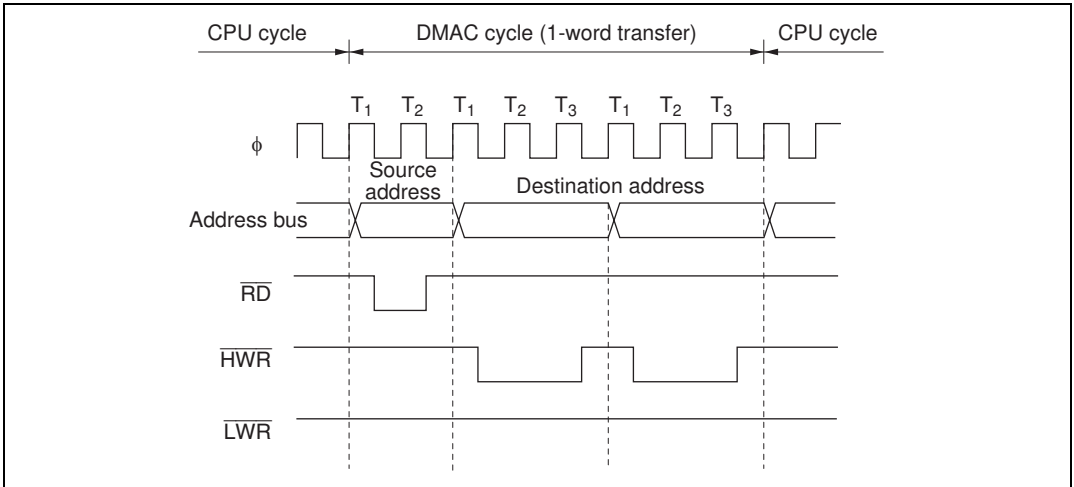 CPU cycle DMAC cycle (1-word transfer) CPU cycle
T1 T2 T1 T2 T3 T1 T2 T3
ϕ
Source
address
Destination address
Address bus
RD
HWR
LWR